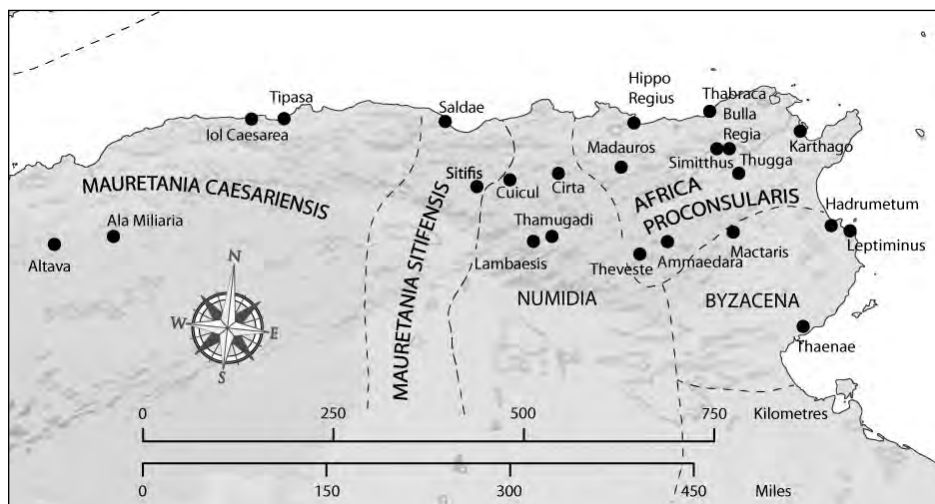 Hippo
Regius
Thabraca
Tipasa
Saldae
Bulla
Regia
Iol Caesarea
Karthago
Madauros
Simitthus
Thugga
Sitifis
Cuicul
Cirta
MAURETANIA CAESARIENSIS
AFRICA
PROCONSULARIS
Hadrumetum
Ala Miliaria
Thamugadi
Leptiminus
Altava
Lambaesis
Theveste
Ammaedara
Mactaris
MAURETANIA SITIFENSIS
NUMIDIA
BYZACENA
N
W
E
S
Thaenae
0 250 500 750
Kilometres
0 150 300 450
Miles